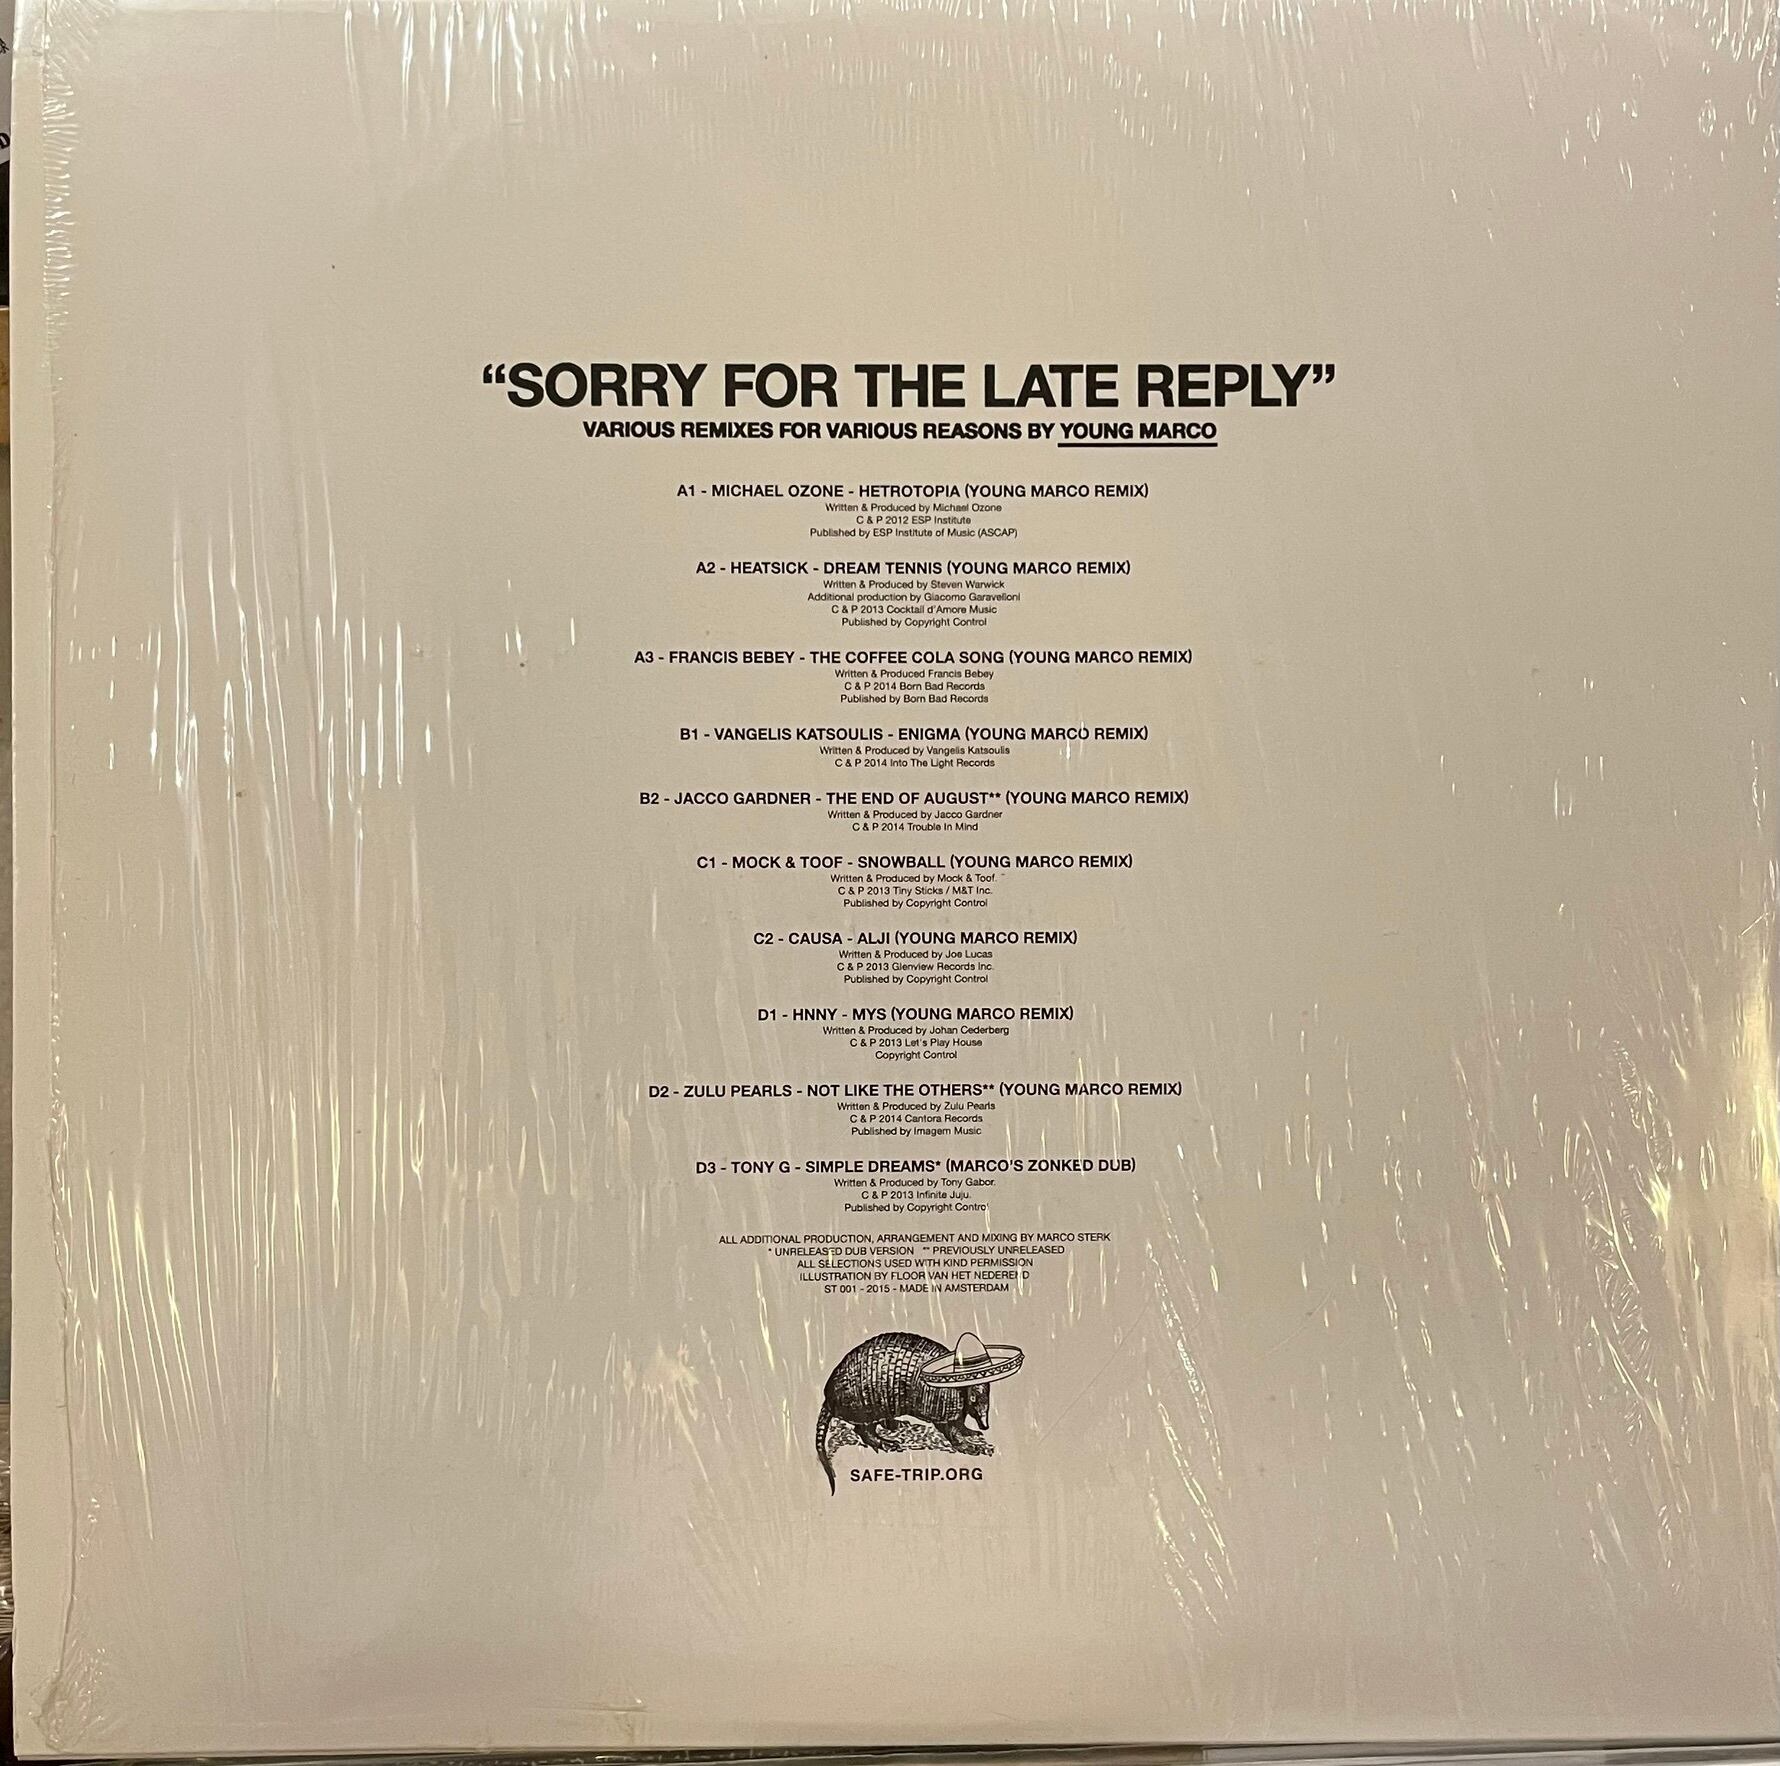 “SORRY FOR THE LATE REPLY”
VARIOUS REMIXES FOR VARIOUS REASONS BY YOUNG MARCO
A1 - MICHAEL OZONE - HETROTOPIA (YOUNG MARCO REMIX)
Written & Produced by Michael Ozone
C & P 2012 ESP Institute
Published by ESP Institute of Music (ASCAP)
A2 - HEATSICK - DREAM TENNIS (YOUNG MARCO REMIX)
Written & Produced by Steven Warwick
Additional production by Giacomo Garavelloni
C & P 2013 Cocktail d'Amore Music
Published by Copyright Control
A3 - FRANCIS BEBEY - THE COFFEE COLA SONG (YOUNG MARCO REMIX)
Written & Produced Francis Bebey
C & P 2014 Born Bad Records
Published by Born Bad Records
B1 - VANGELIS KATSOULIS - ENIGMA (YOUNG MARCO REMIX)
Written & Produced by Vangelis Katsoulis
C & P 2014 Into The Light Records
B2 - JACCO GARDNER - THE END OF AUGUST** (YOUNG MARCO REMIX)
Written & Produced by Jacco Gardner
C & P 2014 Trouble In Mind
C1 - MOCK & TOOF - SNOWBALL (YOUNG MARCO REMIX)
Written & Produced by Mock & Toof.
C & P 2013 Tiny Sticks / M&T Inc.
Published by Copyright Control
C2 - CAUSA - ALJI (YOUNG MARCO REMIX)
Written & Produced by Joe Lucas
C & P 2013 Glenview Records Inc.
Published by Copyright Control
D1 - HNNY - MYS (YOUNG MARCO REMIX)
Written & Produced by Johan Cederberg
C & P 2013 Let's Play House
Copyright Control
D2 - ZULU PEARLS - NOT LIKE THE OTHERS** (YOUNG MARCO REMIX)
Written & Produced by Zulu Pearls
C & P 2014 Cantora Records
Published by Imagem Music
D3 - TONY G - SIMPLE DREAMS* (MARCO'S ZONKED DUB)
Written & Produced by Tony Gabor.
C & P 2013 Infinite Juju.
Published by Copyright Control
ALL ADDITIONAL PRODUCTION, ARRANGEMENT AND MIXING BY MARCO STERK
* UNRELEASED DUB VERSION ** PREVIOUSLY UNRELEASED
ALL SELECTIONS USED WITH KIND PERMISSION
ILLUSTRATION BY FLOOR VAN HET NEDEREND
ST 001 - 2015 - MADE IN AMSTERDAM
SAFE-TRIP.ORG